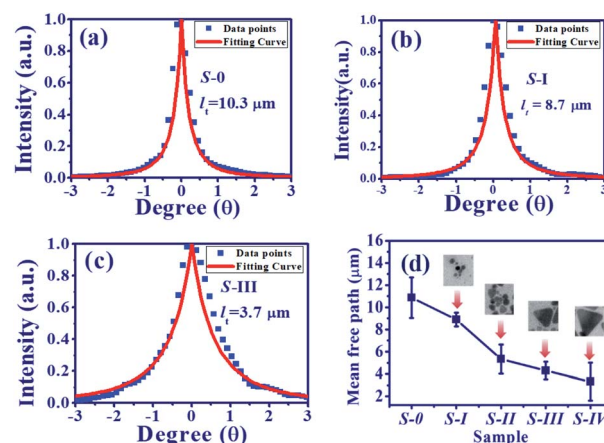 (a)
Data points
Fitting Curve
S-0
lt=10.3 μm
Intensity (a.u.)
1.0
0.8
0.6
0.4
0.2
0.0
-3 -2 -1 0 1 2 3
Degree (θ)
(b)
Data points
Fitting Curve
S-I
lt = 8.7 μm
Intensity(a.u.)
1.0
0.8
0.6
0.4
0.2
0.0
-3 -2 -1 0 1 2 3
Degree (θ)
(c)
Data points
Fitting Curve
S-III
lt=3.7 μm
Intensity (a.u.)
1.0
0.8
0.6
0.4
0.2
0.0
-3 -2 -1 0 1 2 3
Degree (θ)
(d)
Mean free path (μm)
16
14
12
10
8
6
4
2
S-0 S-I S-II S-III S-IV
Sample